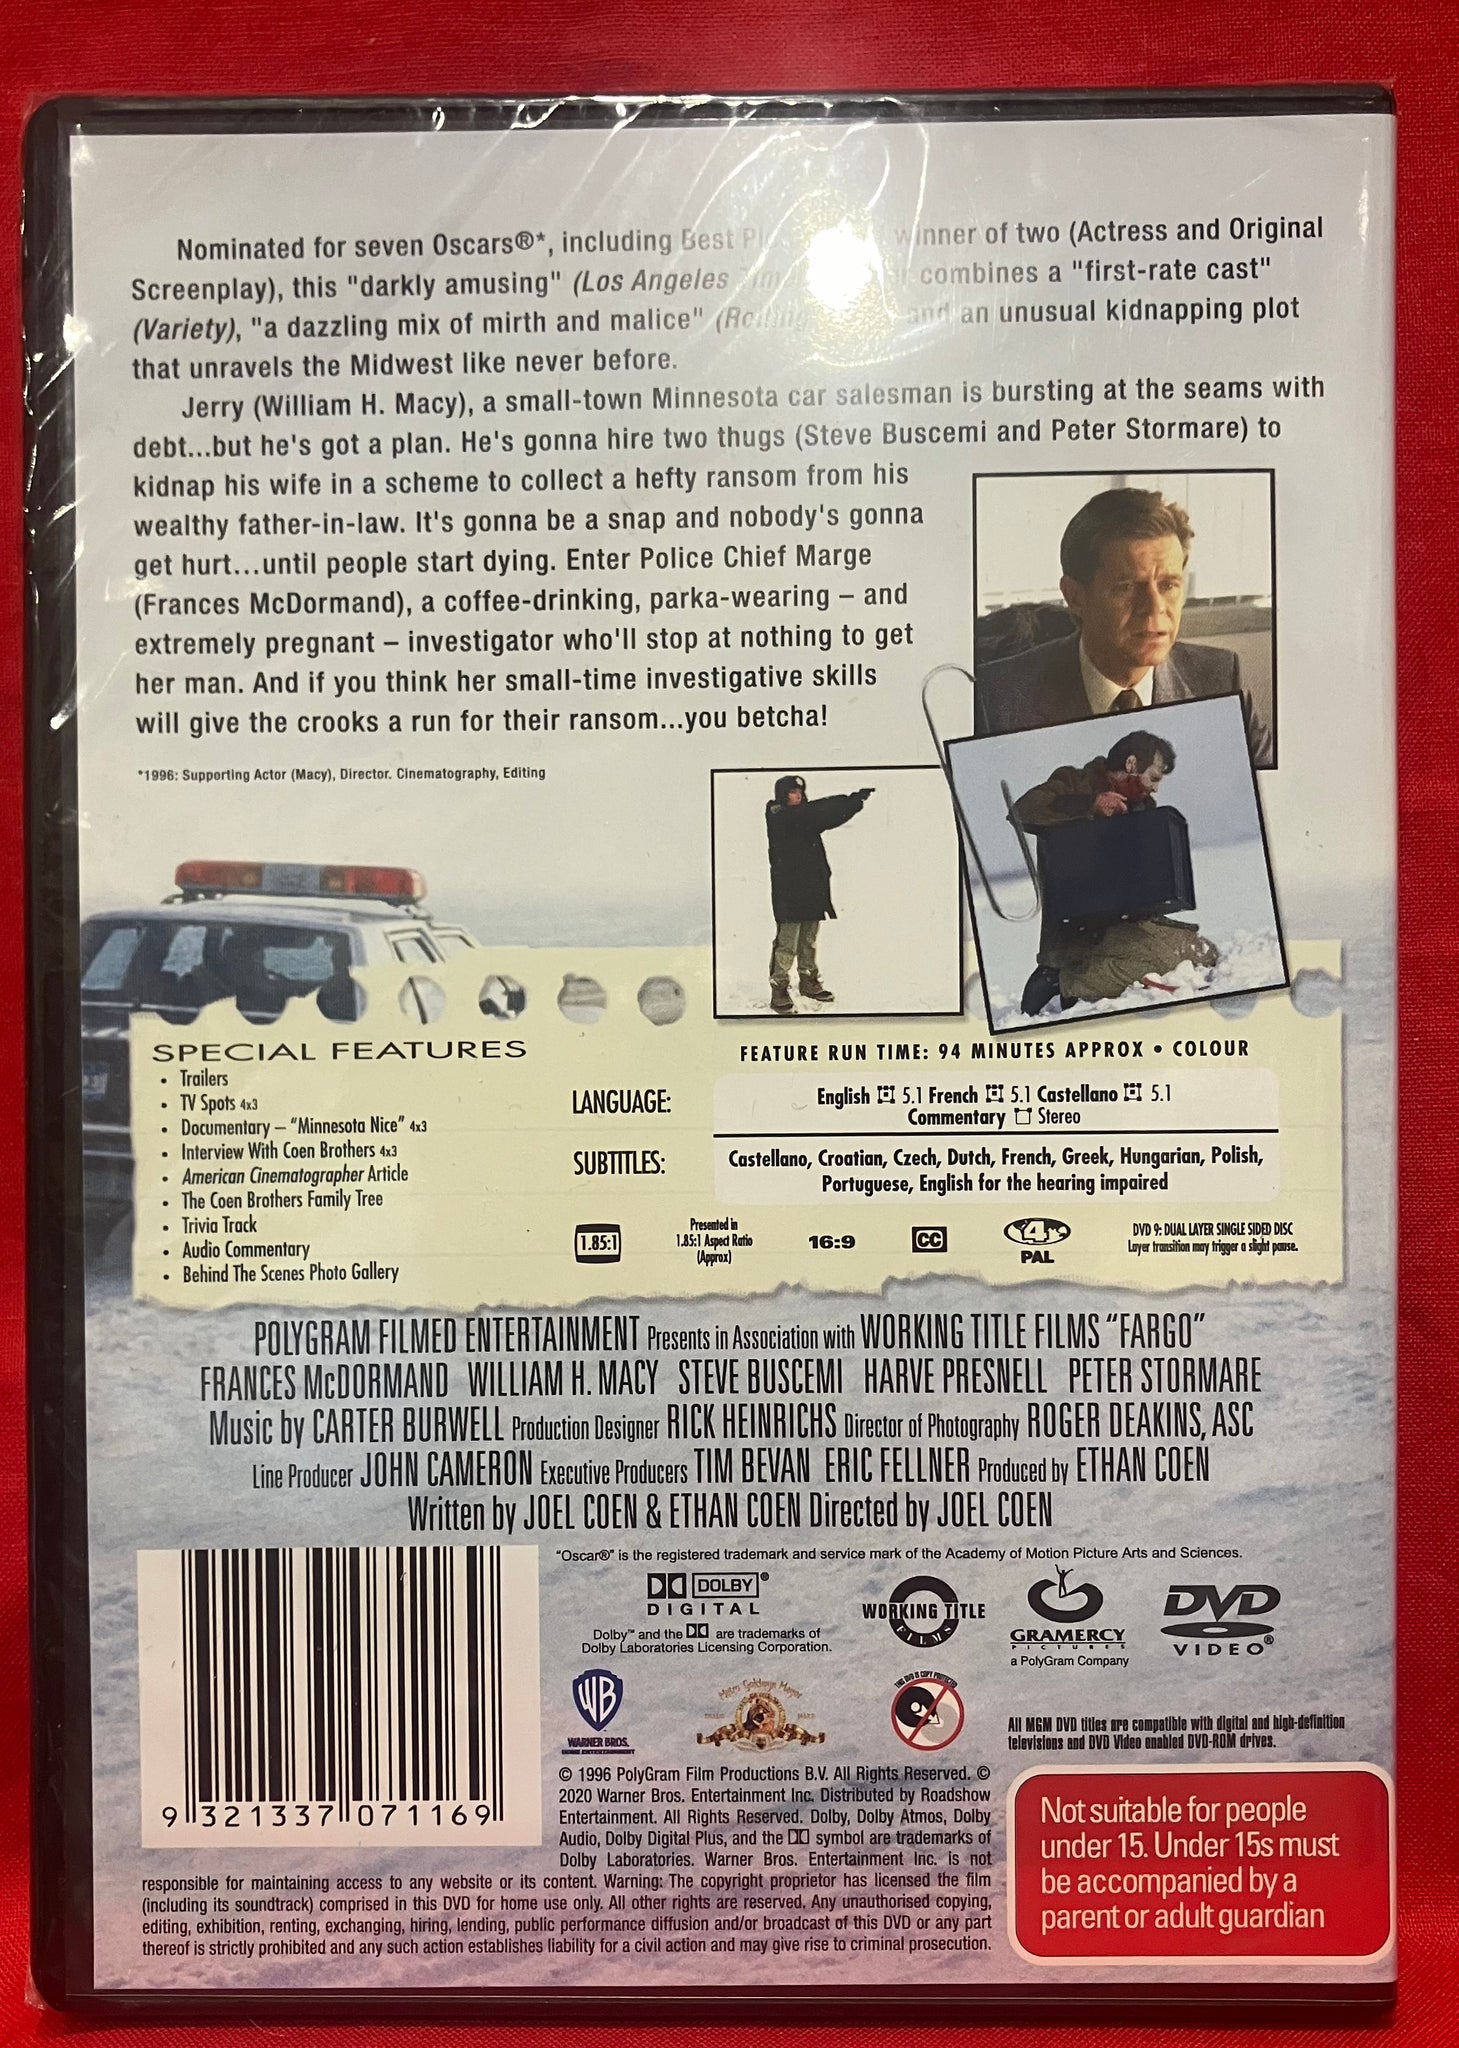 Nominated for seven Oscars®*, including Best winner of two (Actress and Original
Screenplay), this "darkly amusing" (Los Angeles combines a "first-rate cast"
(Variety), "a dazzling mix of mirth and malice" (Rolling and an unusual kidnapping plot
that unravels the Midwest like never before.
Jerry (William H. Macy), a small-town Minnesota car salesman is bursting at the seams with
debt...but he's got a plan. He's gonna hire two thugs (Steve Buscemi and Peter Stormare) to
kidnap his wife in a scheme to collect a hefty ransom from his
wealthy father-in-law. It's gonna be a snap and nobody's gonna
get hurt...until people start dying. Enter Police Chief Marge
(Frances McDormand), a coffee-drinking, parka-wearing – and
extremely pregnant – investigator who'll stop at nothing to get
her man. And if you think her small-time investigative skills
will give the crooks a run for their ransom...you betcha!
*1996: Supporting Actor (Macy), Director. Cinematography, Editing
SPECIAL FEATURES
• Trailers
• TV Spots 4x3
• Documentary – "Minnesota Nice" 4x3
• Interview With Coen Brothers 4x3
• American Cinematographer Article
• The Coen Brothers Family Tree
• Trivia Track
• Audio Commentary
• Behind The Scenes Photo Gallery
FEATURE RUN TIME: 94 MINUTES APPROX • COLOUR
LANGUAGE:
English 5.1 French 5.1 Castellano 5.1
Commentary Stereo
SUBTITLES:
Castellano, Croatian, Czech, Dutch, French, Greek, Hungarian, Polish,
Portuguese, English for the hearing impaired
1.85:1
Presented in
1.85:1 Aspect Ratio
(Approx)
16:9
CC
4
PAL
DVD 9: DUAL LAYER SINGLE SIDED DISC
Layer transition may trigger a slight pause.
POLYGRAM FILMED ENTERTAINMENT Presents in Association with WORKING TITLE FILMS "FARGO"
FRANCES McDORMAND WILLIAM H. MACY STEVE BUSCEMI HARVE PRESNELL PETER STORMARE
Music by CARTER BURWELL Production Designer RICK HEINRICHS Director of Photography ROGER DEAKINS, ASC
Line Producer JOHN CAMERON Executive Producers TIM BEVAN ERIC FELLNER Produced by ETHAN COEN
Written by JOEL COEN & ETHAN COEN Directed by JOEL COEN
"Oscar®" is the registered trademark and service mark of the Academy of Motion Picture Arts and Sciences.
DOLBY®
DIGITAL
Dolby™ and the are trademarks of
Dolby Laboratories Licensing Corporation.
WORKING TITLE
FILMS
GRAMERCY
PICTURES
a PolyGram Company
DVD
VIDEO®
WB
WARNER BROS.
HOME ENTERTAINMENT
Metro Goldwyn Mayer
TRADE MARK
THIS DVD IS COPY PROTECTED
All MGM DVD titles are compatible with digital and high-definition
televisions and DVD Video enabled DVD-ROM drives.
9 321337 071169
© 1996 PolyGram Film Productions B.V. All Rights Reserved. ©
2020 Warner Bros. Entertainment Inc. Distributed by Roadshow
Entertainment. All Rights Reserved. Dolby, Dolby Atmos, Dolby
Audio, Dolby Digital Plus, and the symbol are trademarks of
Dolby Laboratories. Warner Bros. Entertainment Inc. is not
responsible for maintaining access to any website or its content. Warning: The copyright proprietor has licensed the film
(including its soundtrack) comprised in this DVD for home use only. All other rights are reserved. Any unauthorised copying,
editing, exhibition, renting, exchanging, hiring, lending, public performance diffusion and/or broadcast of this DVD or any part
thereof is strictly prohibited and any such action establishes liability for a civil action and may give rise to criminal prosecution.
Not suitable for people
under 15. Under 15s must
be accompanied by a
parent or adult guardian